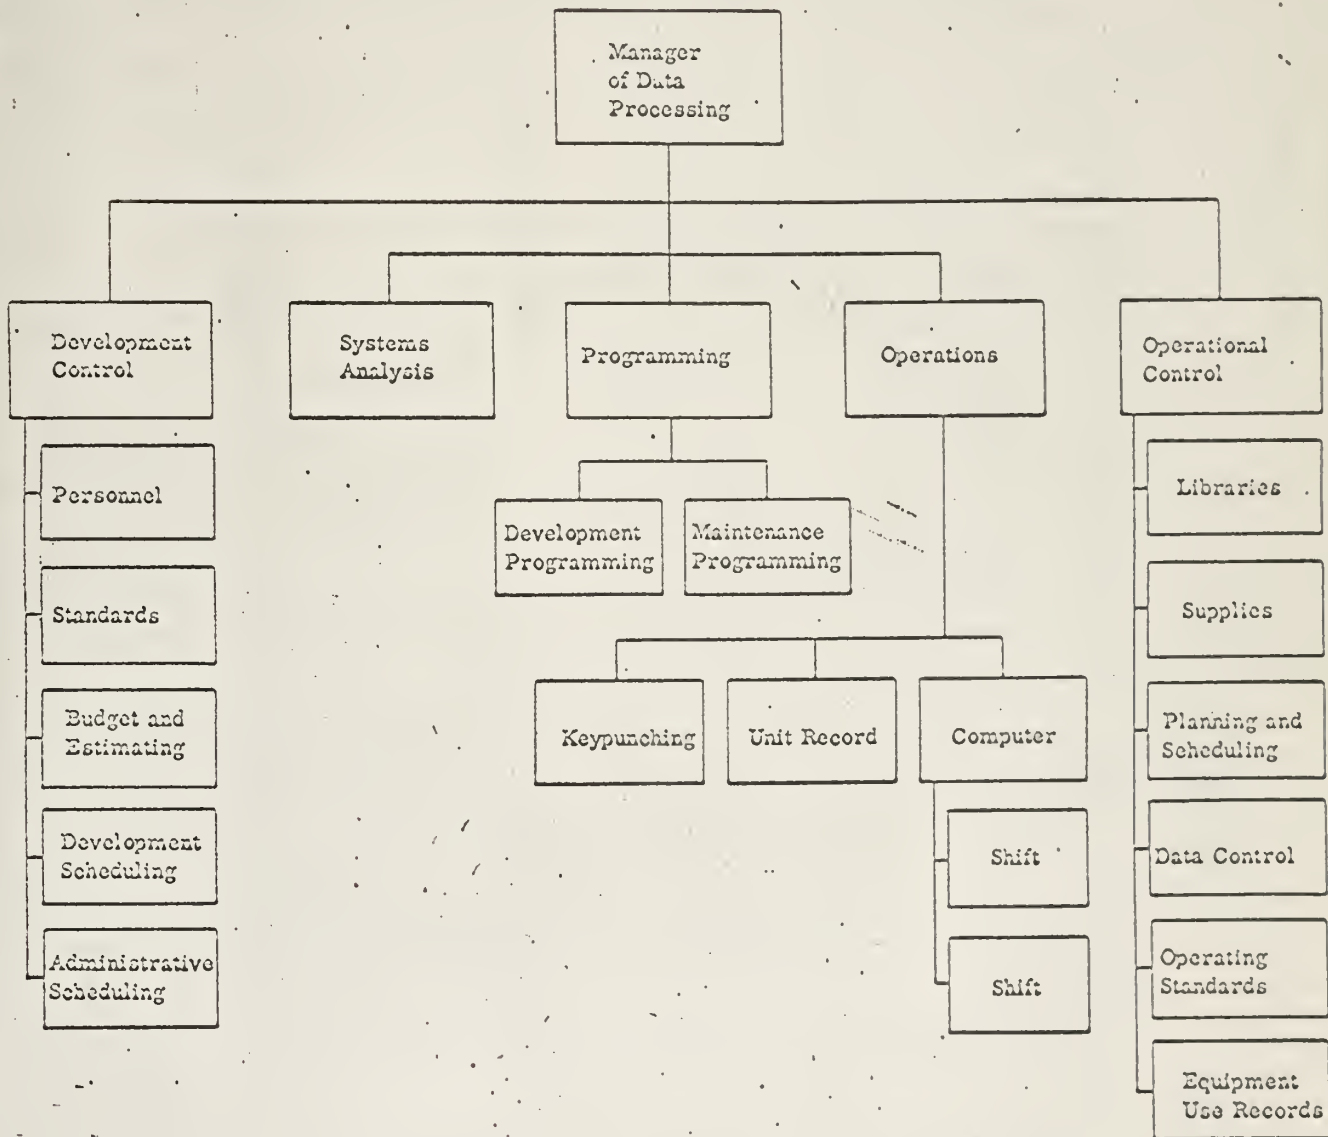 Manager
of Data
Processing
Development
Control
Systems
Analysis
Programming
Operations
Operational
Control
Personnel
Standards
Budget and
Estimating
Development
Scheduling
Administrative
Scheduling
Development
Programming
Maintenance
Programming
Keypunching
Unit Record
Computer
Shift
Shift
Libraries
Supplies
Planning and
Scheduling
Data Control
Operating
Standards
Equipment
Use Records